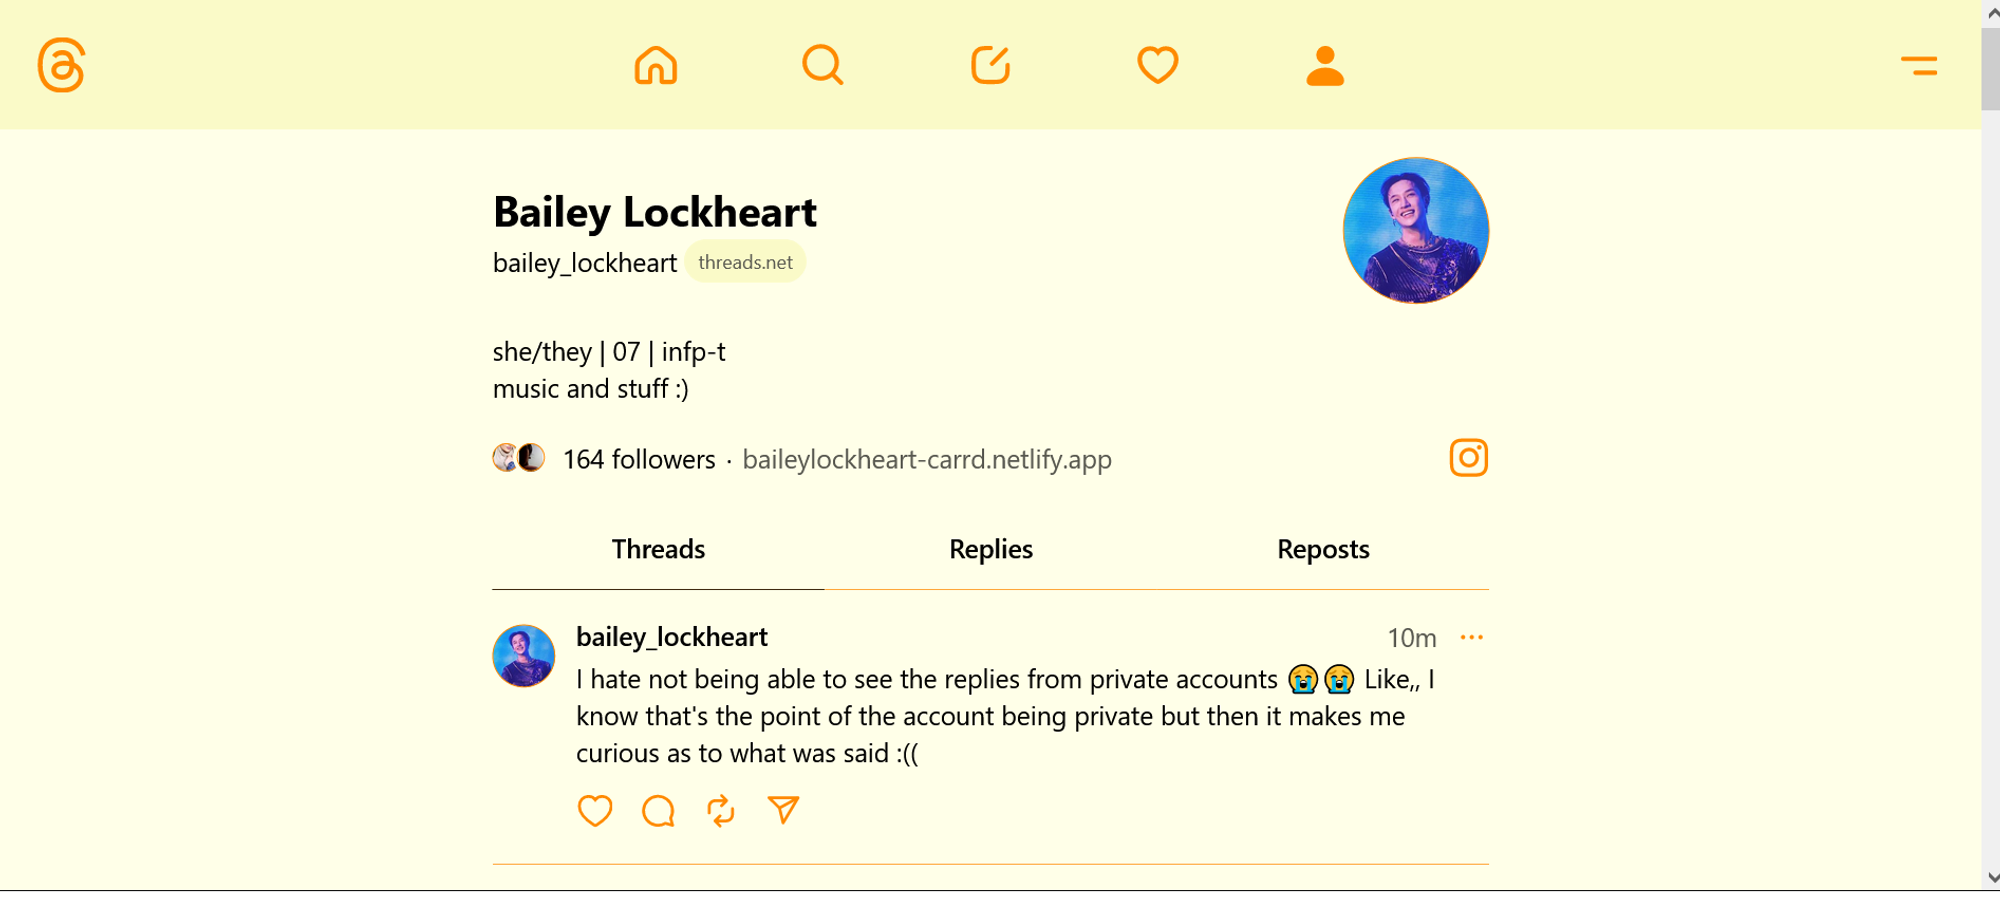 Bailey Lockheart
bailey_lockheart threads.net
she/they | 07 | infp-t
music and stuff :)
164 followers · baileylockheart-carrd.netlify.app
Threads Replies Reposts
bailey_lockheart 10m
I hate not being able to see the replies from private accounts 😭😭 Like,, I
know that's the point of the account being private but then it makes me
curious as to what was said :((